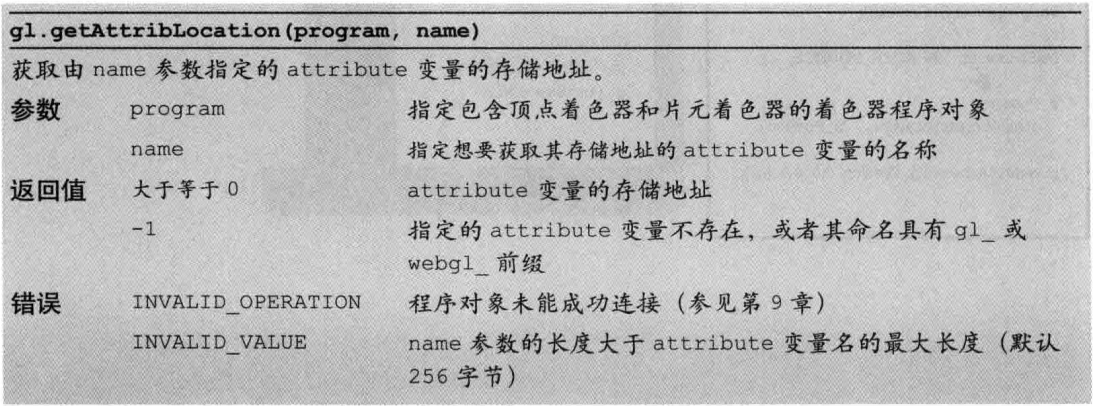 gl.getAttribLocation(program, name)
获取由 name 参数指定的 attribute 变量的存储地址。
参数 program 指定包含顶点着色器和片元着色器的着色器程序对象
name 指定想要获取其存储地址的 attribute 变量的名称
返回值 大于等于 0 attribute 变量的存储地址
-1 指定的 attribute 变量不存在，或者其命名具有 gl_ 或
webgl_ 前缀
错误 INVALID_OPERATION 程序对象未能成功连接（参见第 9 章）
INVALID_VALUE name 参数的长度大于 attribute 变量名的最大长度（默认
256 字节）